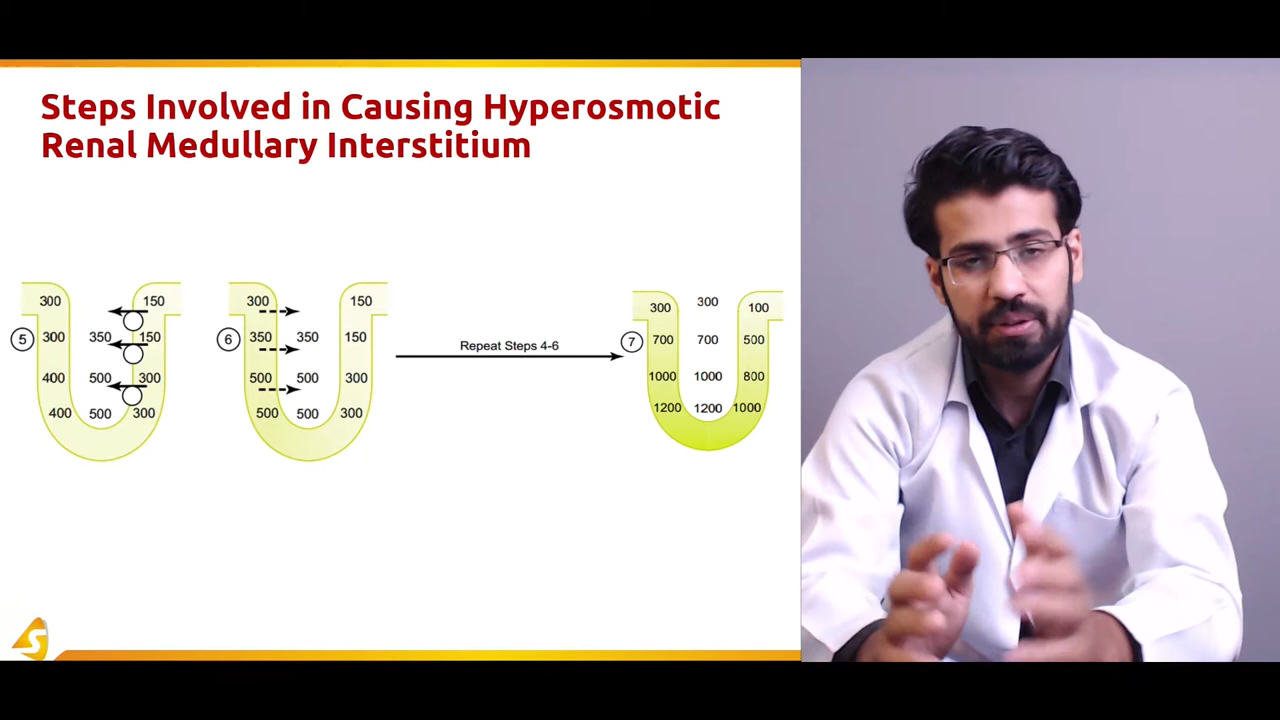 Steps Involved in Causing Hyperosmotic
Renal Medullary Interstitium
300 150
5 300 350 150
400 500 300
400 500 300
300 150
6 350 350 150
500 500 300
500 500 300
Repeat Steps 4-6
300 300 100
7 700 700 500
1000 1000 800
1200 1200 1000
S